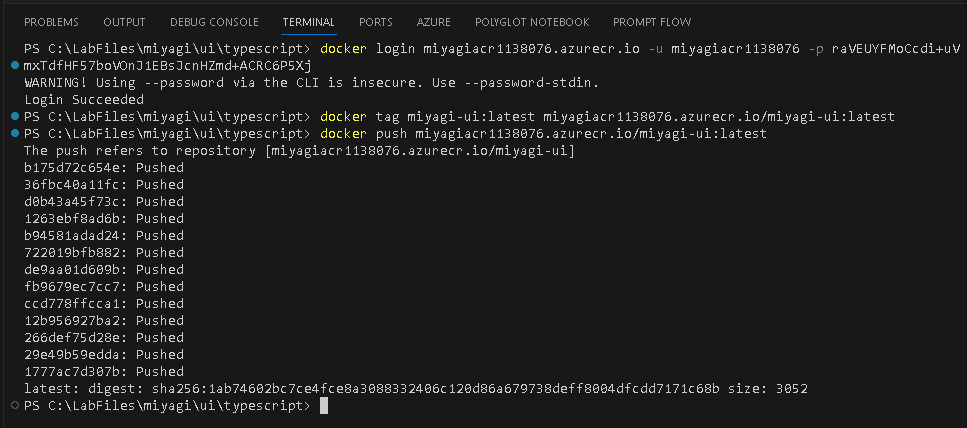 PROBLEMS OUTPUT DEBUG CONSOLE TERMINAL PORTS AZURE POLYGLOT NOTEBOOK PROMPT FLOW
PS C:\LabFiles\miyagi\ui\typescript> docker login miyagiacr1138076.azurecr.io -u miyagiacr1138076 -p raVEUYFMoCcdi+uV
mxTdfHF57boVOnJ1EBsJcnHZmd+ACRC6P5Xj
WARNING! Using --password via the CLI is insecure. Use --password-stdin.
Login Succeeded
PS C:\LabFiles\miyagi\ui\typescript> docker tag miyagi-ui:latest miyagiacr1138076.azurecr.io/miyagi-ui:latest
PS C:\LabFiles\miyagi\ui\typescript> docker push miyagiacr1138076.azurecr.io/miyagi-ui:latest
The push refers to repository [miyagiacr1138076.azurecr.io/miyagi-ui]
b175d72c654e: Pushed
36fbc40a11fc: Pushed
d0b43a45f73c: Pushed
1263ebf8ad6b: Pushed
b94581adad24: Pushed
722019bfb882: Pushed
de9aa01d609b: Pushed
fb9679ec7cc7: Pushed
ccd778ffcca1: Pushed
12b956927ba2: Pushed
266def75d28e: Pushed
29e49b59edda: Pushed
1777ac7d307b: Pushed
latest: digest: sha256:1ab74602bc7ce4fce8a3088332406c120d86a679738deff8004dfcdd7171c68b size: 3052
PS C:\LabFiles\miyagi\ui\typescript>